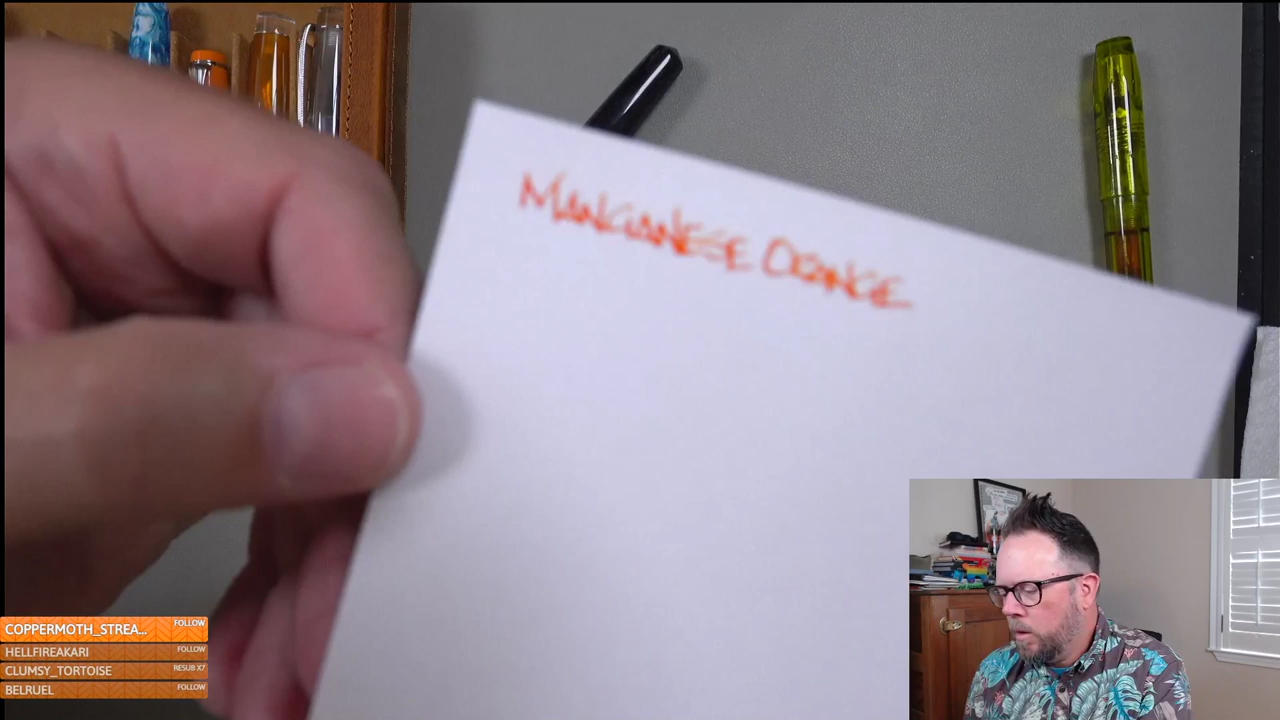 MANGANESE ORANGE
COPPERMOTH_STREA... FOLLOW
HELLFIREAKARI FOLLOW
CLUMSY_TORTOISE RESUB X7
BELRUEL FOLLOW